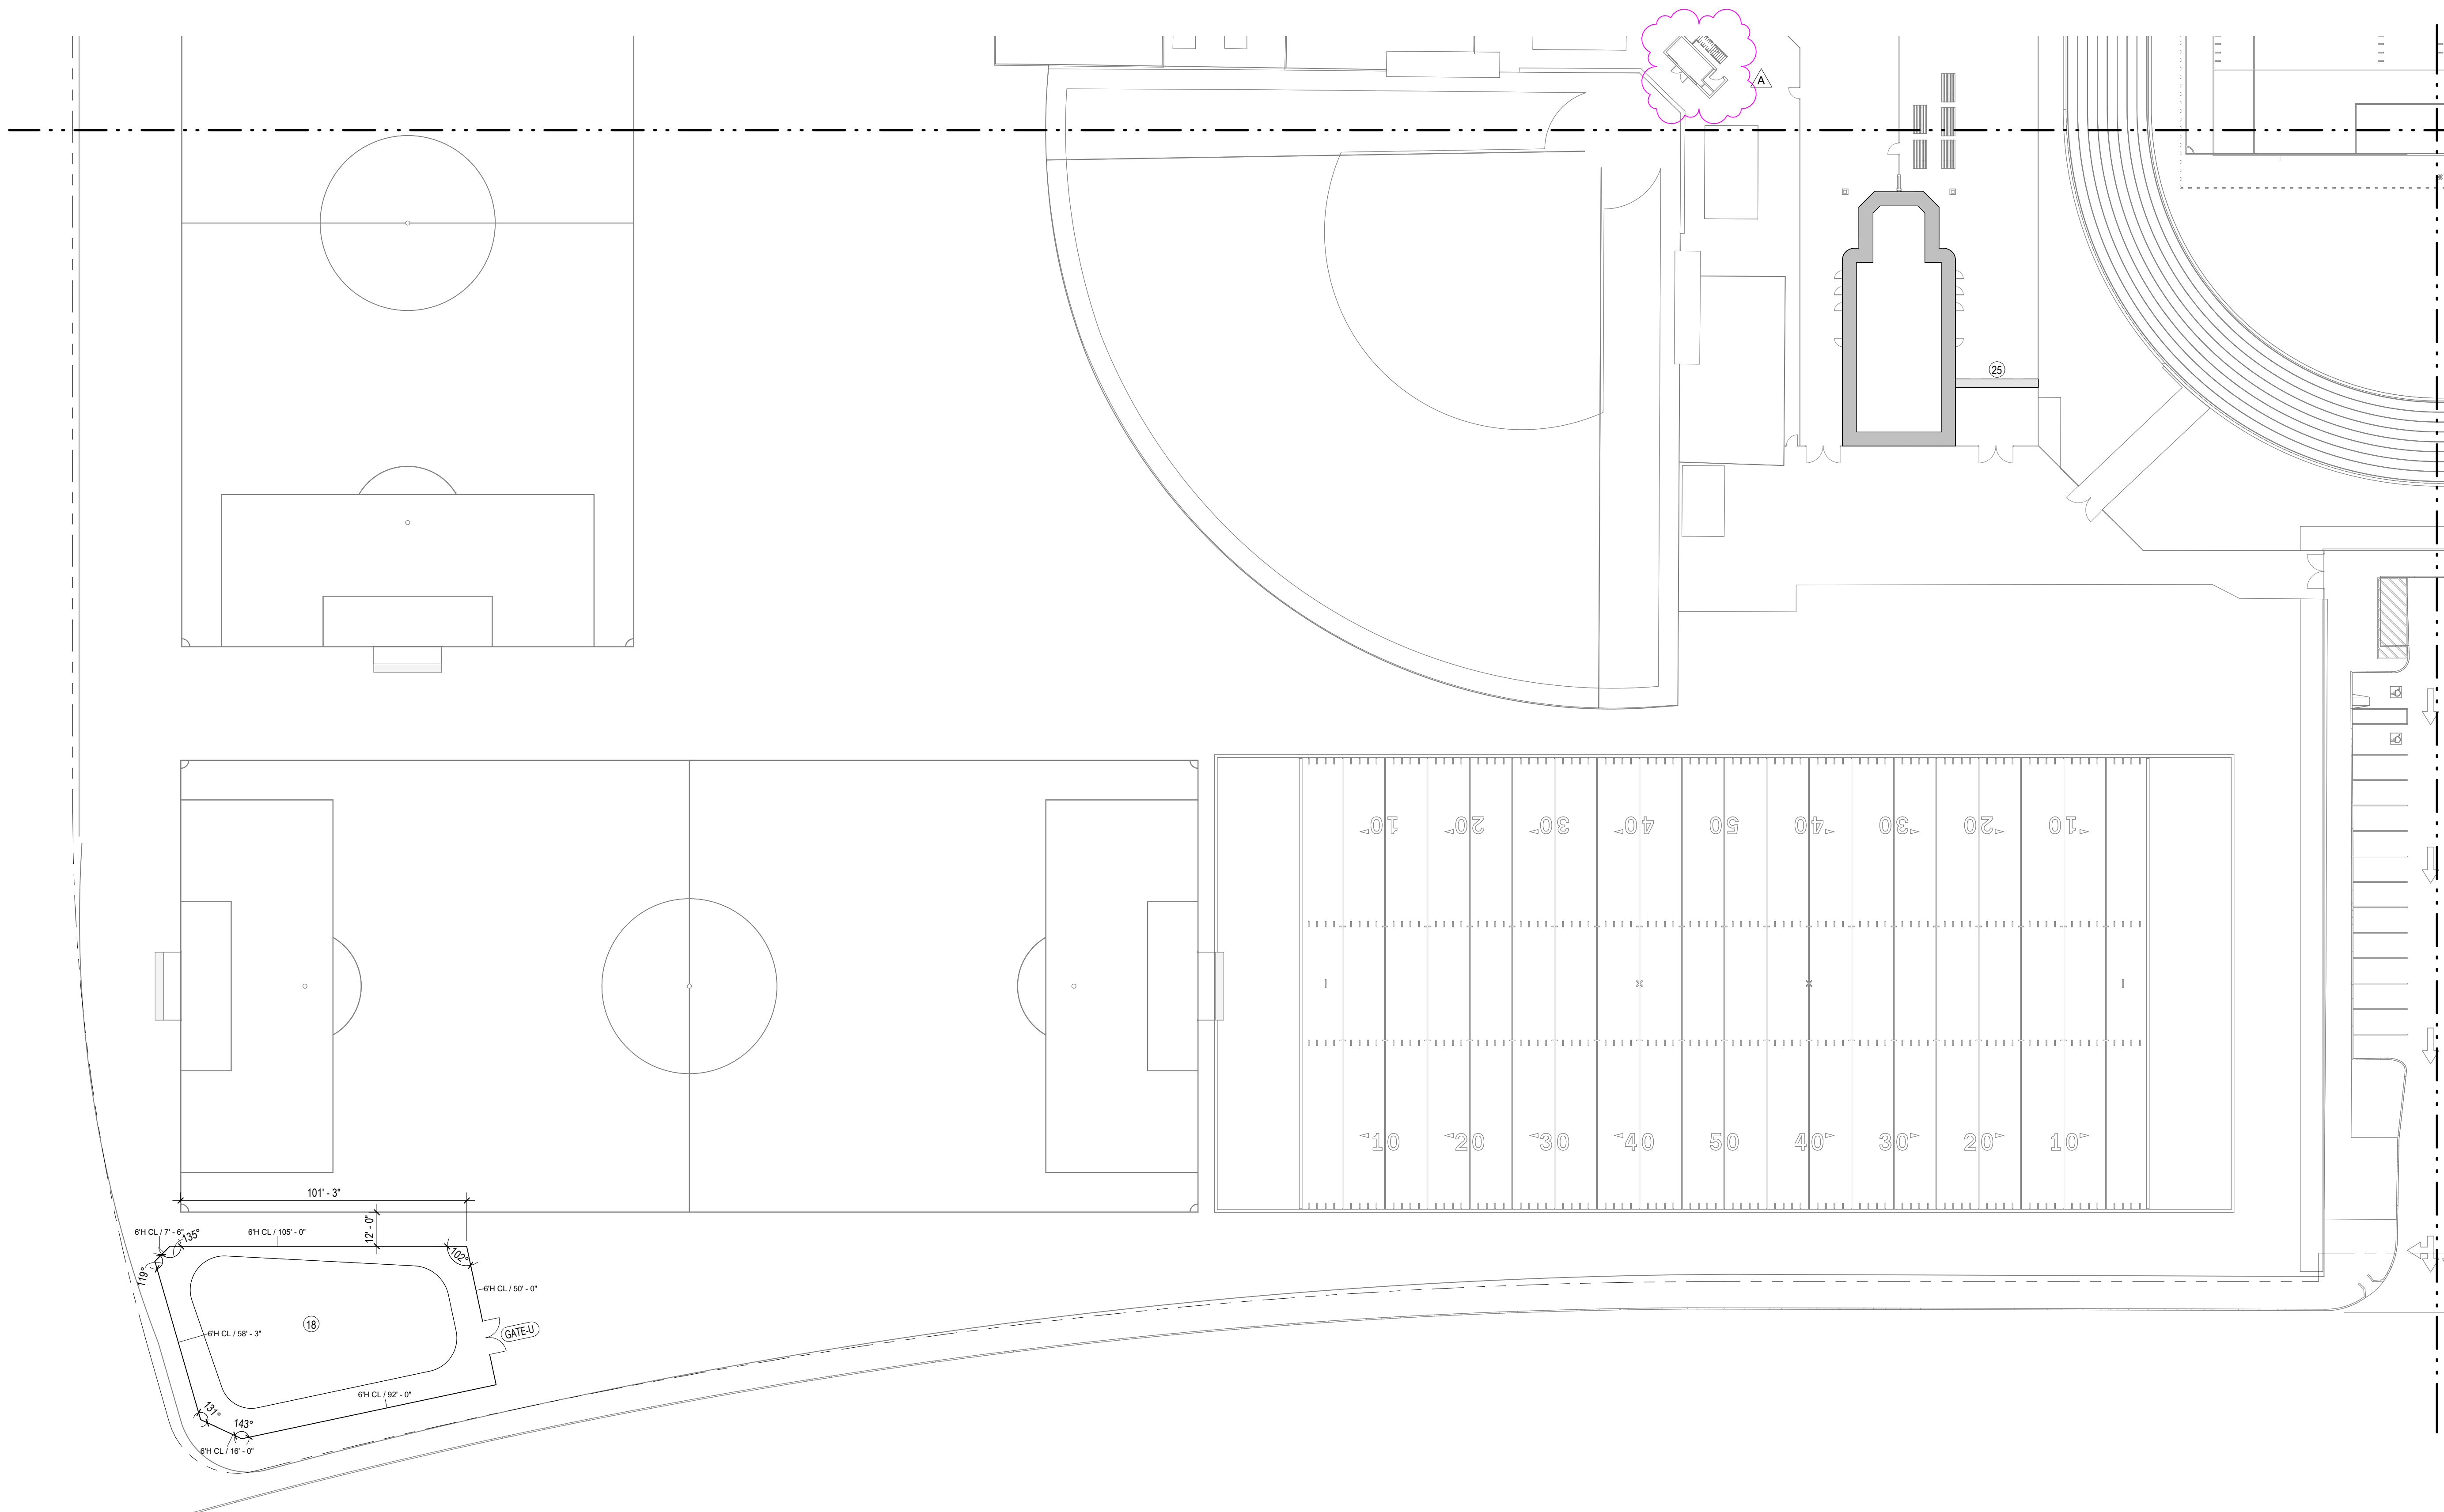 A
25
10 20 30 40 50 40 30 20 10
10 20 30 40 50 40 30 20 10
101' - 3"
12' - 0"
6'H CL / 7' - 6"
135°
6'H CL / 105' - 0"
102°
119°
6'H CL / 50' - 0"
18
GATE-U
6'H CL / 58' - 3"
6'H CL / 92' - 0"
131°
143°
6'H CL / 16' - 0"